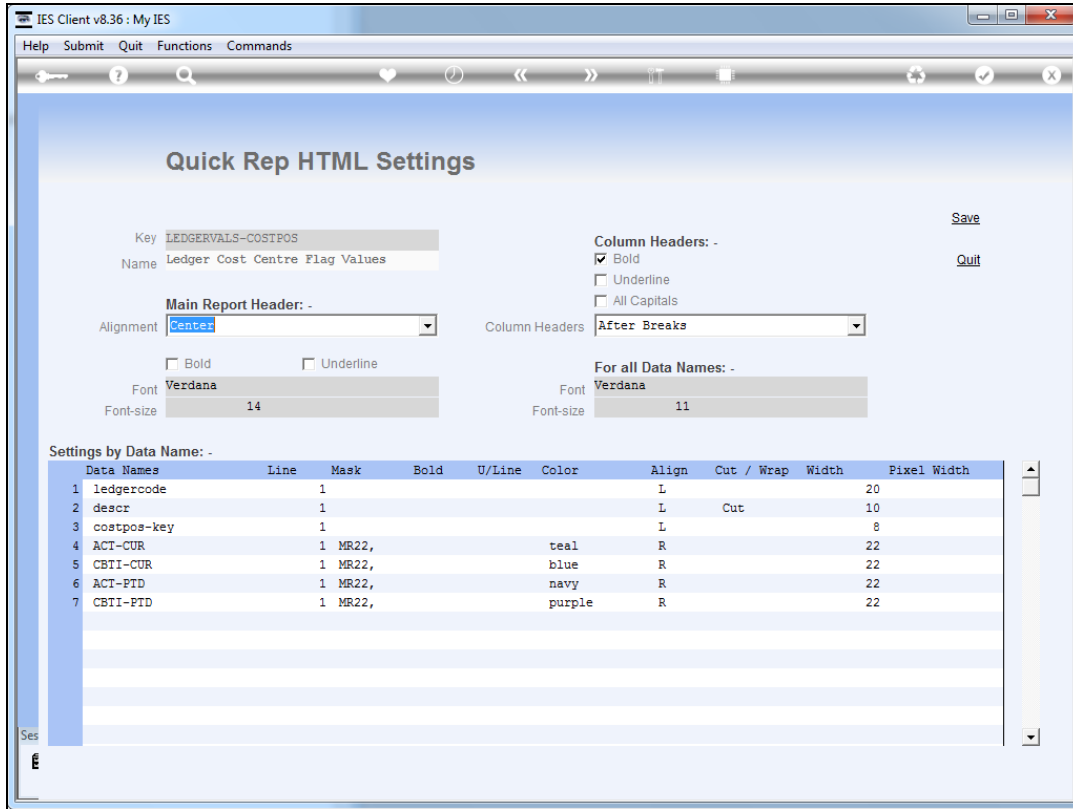 IES Client v8.36 : My IES
Help Submit Quit Functions Commands
Quick Rep HTML Settings
Save
Key LEDGERVALS-COSTPOS
Column Headers: -
Name Ledger Cost Centre Flag Values
Bold
Quit
Underline
Main Report Header: -
All Capitals
Alignment Center
Column Headers After Breaks
Bold Underline
For all Data Names: -
Font Verdana
Font Verdana
Font-size 14
Font-size 11
Settings by Data Name: -
Data Names Line Mask Bold U/Line Color Align Cut / Wrap Width Pixel Width
1 ledgercode 1 L 20
2 descr 1 L Cut 10
3 costpos-key 1 L 8
4 ACT-CUR 1 MR22, teal R 22
5 CBTI-CUR 1 MR22, blue R 22
6 ACT-PTD 1 MR22, navy R 22
7 CBTI-PTD 1 MR22, purple R 22
Ses